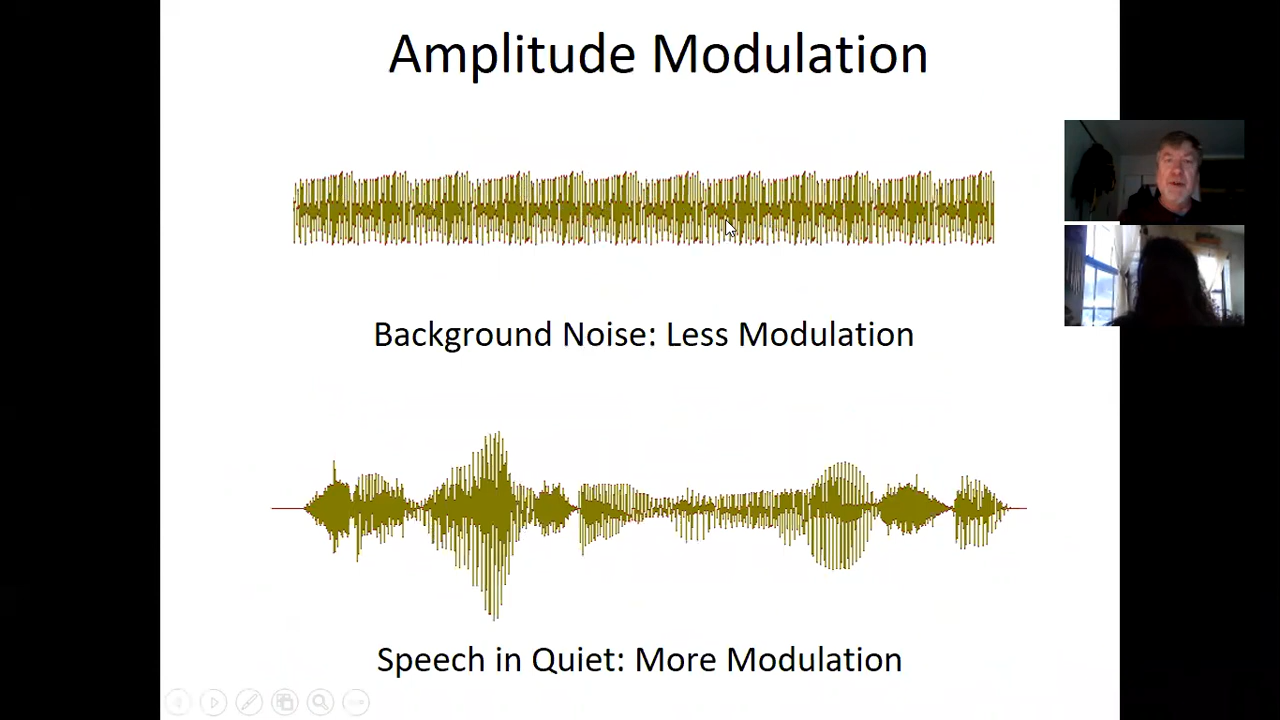 Amplitude Modulation
Background Noise: Less Modulation
Speech in Quiet: More Modulation